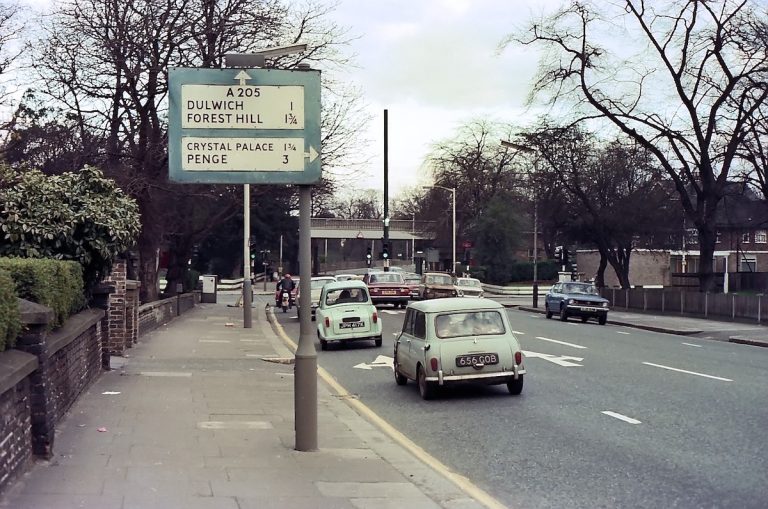 A 205
DULWICH 1
FOREST HILL 1¾
CRYSTAL PALACE 1¾
PENGE 3
656 GOB